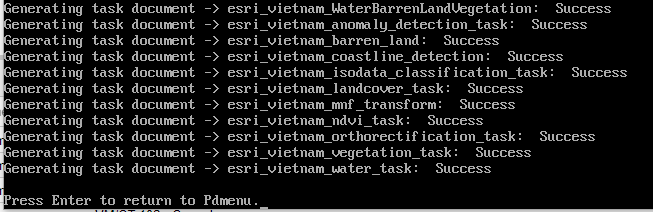 Generating task document -> esri_vietnam_WaterBarrenLandVegetation:  Success
Generating task document -> esri_vietnam_anomaly_detection_task:  Success
Generating task document -> esri_vietnam_barren_land:  Success
Generating task document -> esri_vietnam_coastline_detection:  Success
Generating task document -> esri_vietnam_isodata_classification_task:  Success
Generating task document -> esri_vietnam_landcover_task:  Success
Generating task document -> esri_vietnam_mnf_transform:  Success
Generating task document -> esri_vietnam_ndvi_task:  Success
Generating task document -> esri_vietnam_orthorectification_task:  Success
Generating task document -> esri_vietnam_vegetation_task:  Success
Generating task document -> esri_vietnam_water_task:  Success
Press Enter to return to Pdmenu._